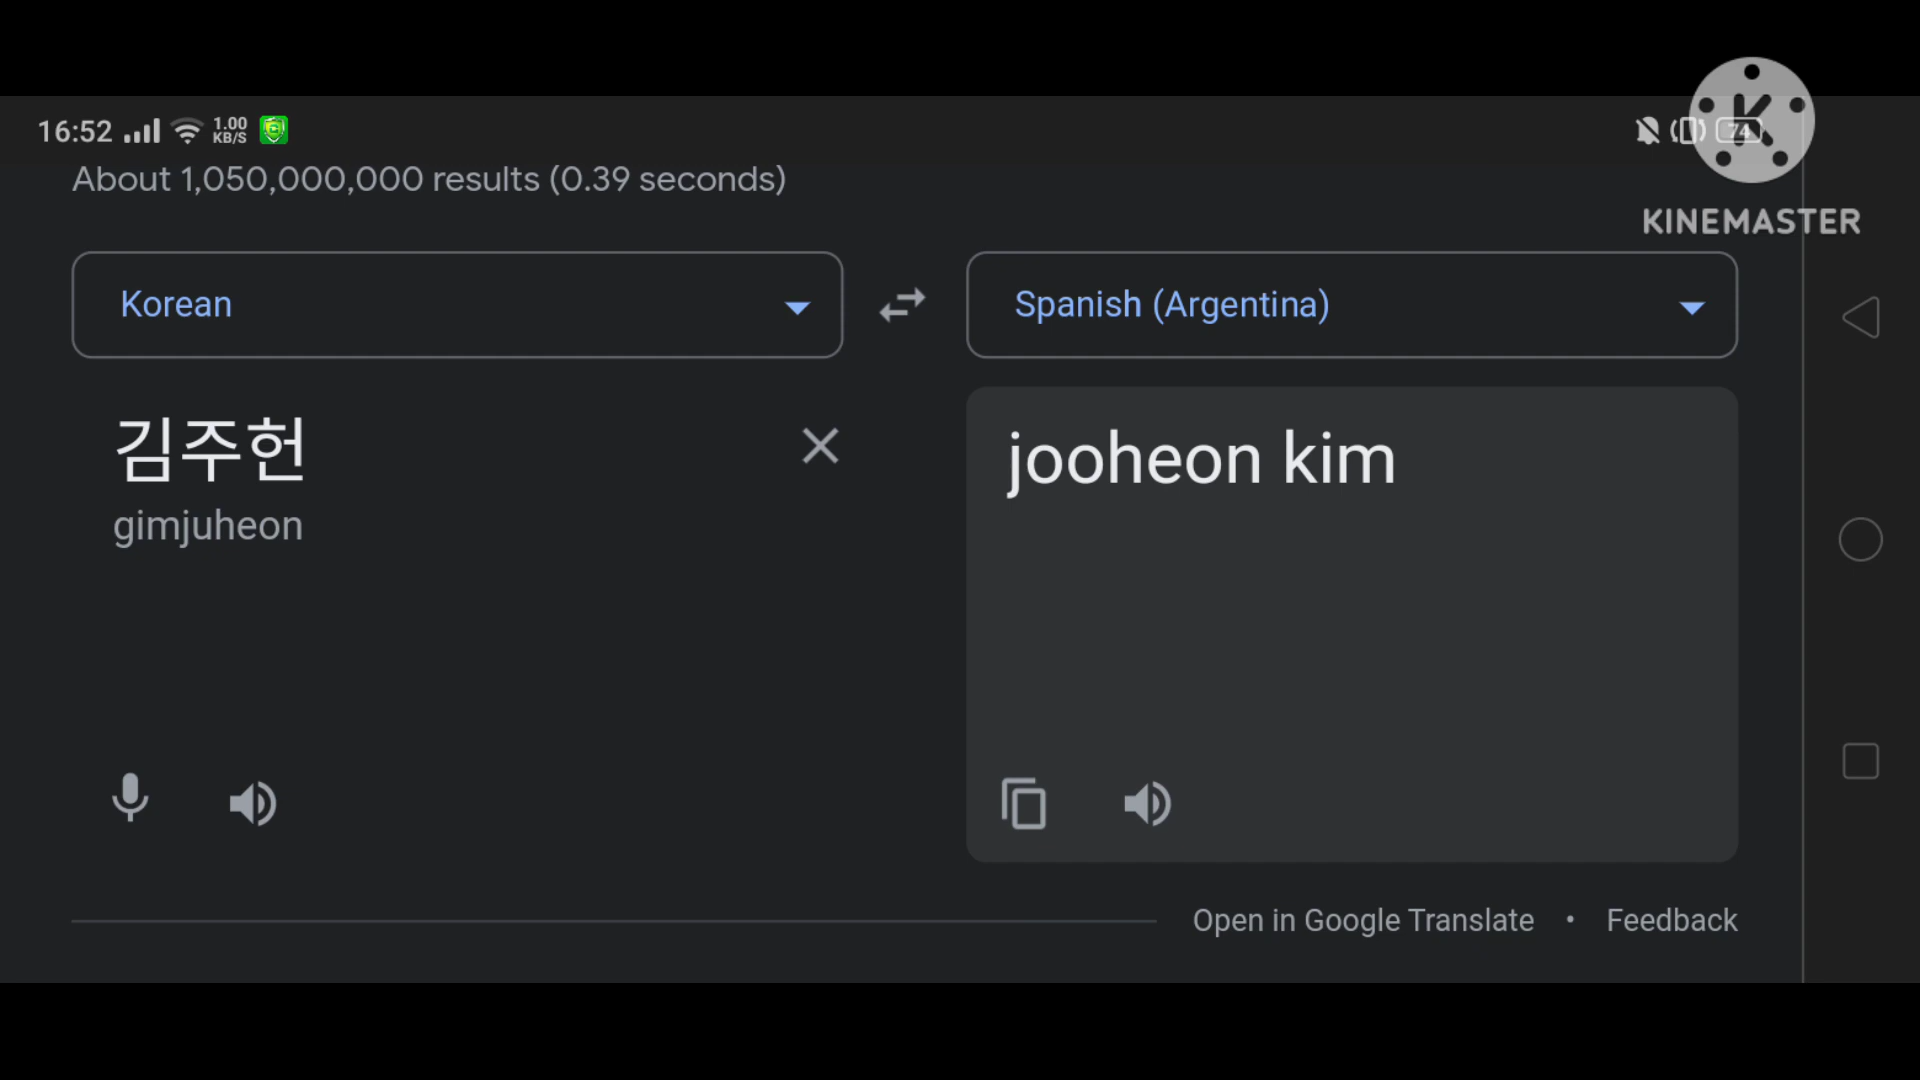 16:52 1.00 KB/S 74
About 1,050,000,000 results (0.39 seconds)
K
KINEMASTER
Korean
Spanish (Argentina)
김주헌
gimjuheon
jooheon kim
Open in Google Translate • Feedback